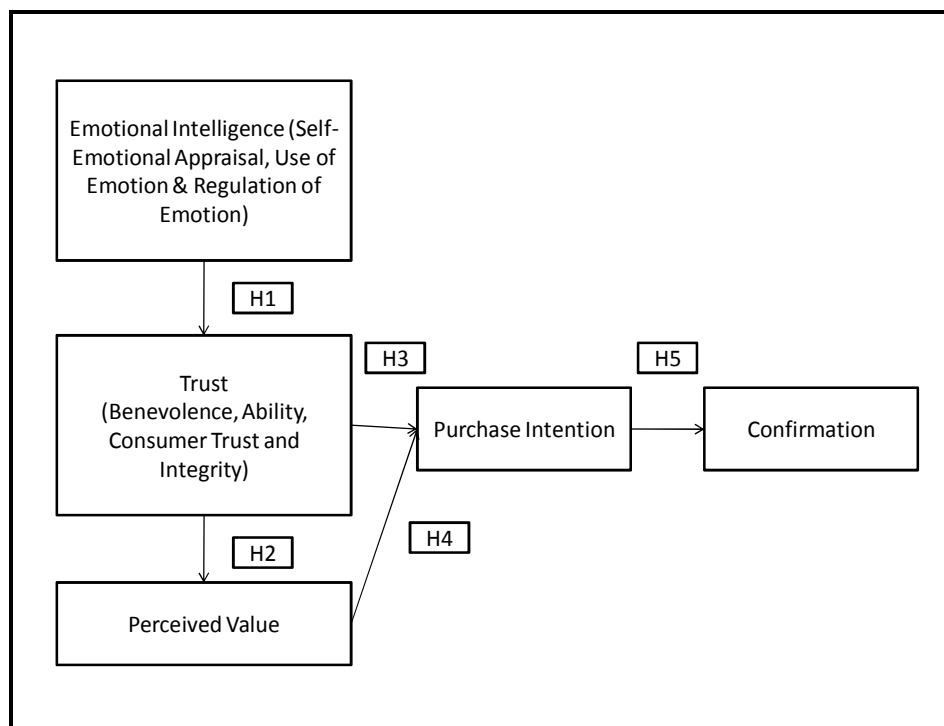 Emotional Intelligence (Self-
Emotional Appraisal, Use of
Emotion & Regulation of
Emotion)
H1
Trust
(Benevolence, Ability,
Consumer Trust and
Integrity)
H3
Purchase Intention
H5
Confirmation
H2
H4
Perceived Value